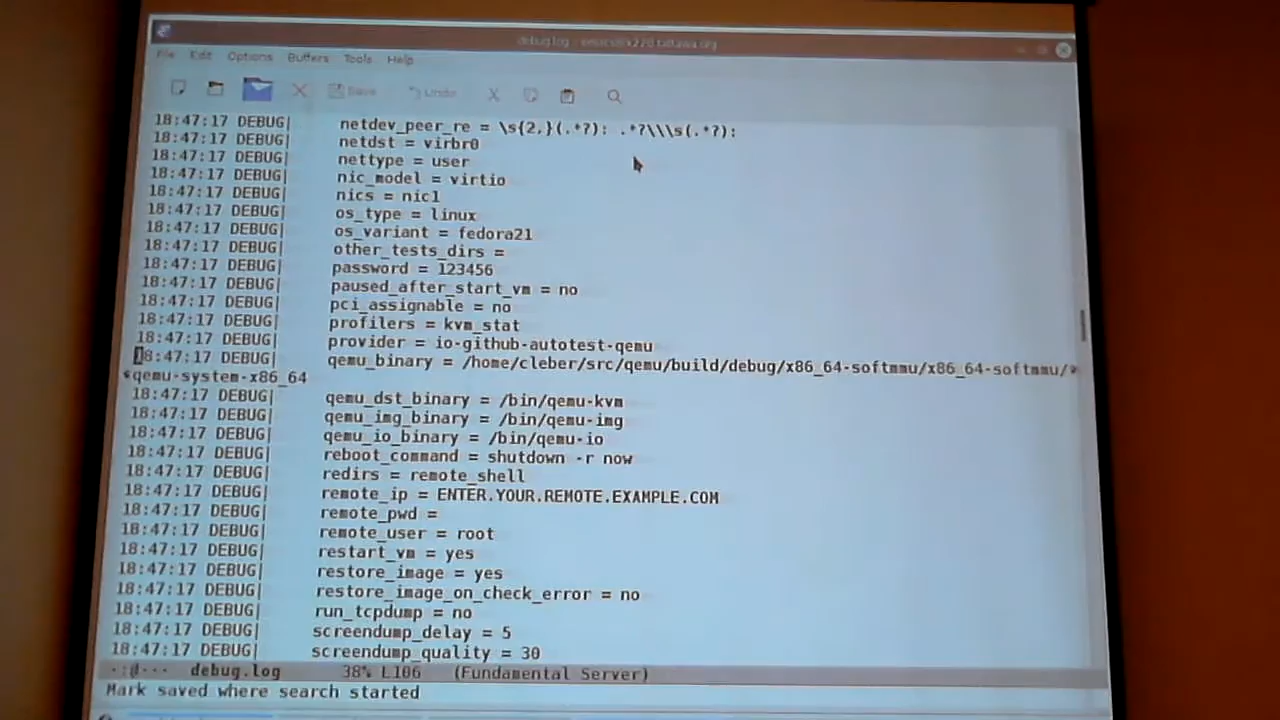 debug.log - emacs@x220.tattawa.org
File Edit Options Buffers Tools Help
Save Undo
18:47:17 DEBUG| netdev_peer_re = \s{2,}(.*?): .*?\\\s(.*?):
18:47:17 DEBUG| netdst = virbr0
18:47:17 DEBUG| nettype = user
18:47:17 DEBUG| nic_model = virtio
18:47:17 DEBUG| nics = nic1
18:47:17 DEBUG| os_type = linux
18:47:17 DEBUG| os_variant = fedora21
18:47:17 DEBUG| other_tests_dirs =
18:47:17 DEBUG| password = 123456
18:47:17 DEBUG| paused_after_start_vm = no
18:47:17 DEBUG| pci_assignable = no
18:47:17 DEBUG| profilers = kvm_stat
18:47:17 DEBUG| provider = io-github-autotest-qemu
18:47:17 DEBUG| qemu_binary = /home/cleber/src/qemu/build/debug/x86_64-softmmu/x86_64-softmmu/
qemu-system-x86_64
18:47:17 DEBUG| qemu_dst_binary = /bin/qemu-kvm
18:47:17 DEBUG| qemu_img_binary = /bin/qemu-img
18:47:17 DEBUG| qemu_io_binary = /bin/qemu-io
18:47:17 DEBUG| reboot_command = shutdown -r now
18:47:17 DEBUG| redirs = remote_shell
18:47:17 DEBUG| remote_ip = ENTER.YOUR.REMOTE.EXAMPLE.COM
18:47:17 DEBUG| remote_pwd =
18:47:17 DEBUG| remote_user = root
18:47:17 DEBUG| restart_vm = yes
18:47:17 DEBUG| restore_image = yes
18:47:17 DEBUG| restore_image_on_check_error = no
18:47:17 DEBUG| run_tcpdump = no
18:47:17 DEBUG| screendump_delay = 5
18:47:17 DEBUG| screendump_quality = 30
-:@--- debug.log 38% L106 (Fundamental Server)
Mark saved where search started